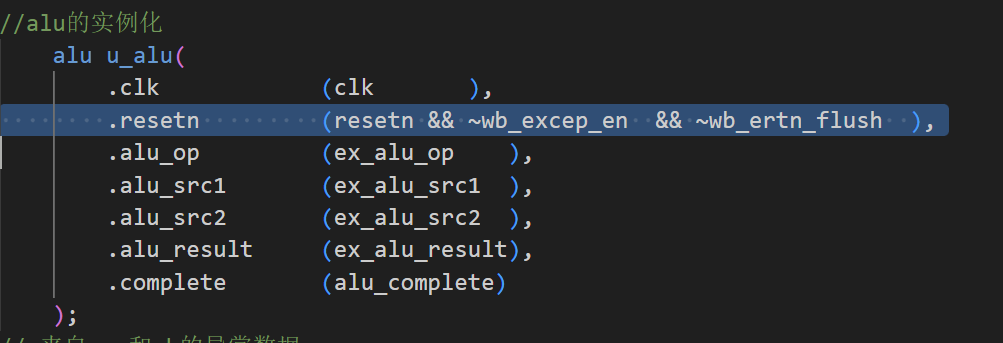 //alu的实例化
alu u_alu(
.clk (clk ),
.resetn (resetn && ~wb_excep_en && ~wb_ertn_flush ),
.alu_op (ex_alu_op ),
.alu_src1 (ex_alu_src1 ),
.alu_src2 (ex_alu_src2 ),
.alu_result (ex_alu_result),
.complete (alu_complete)
);